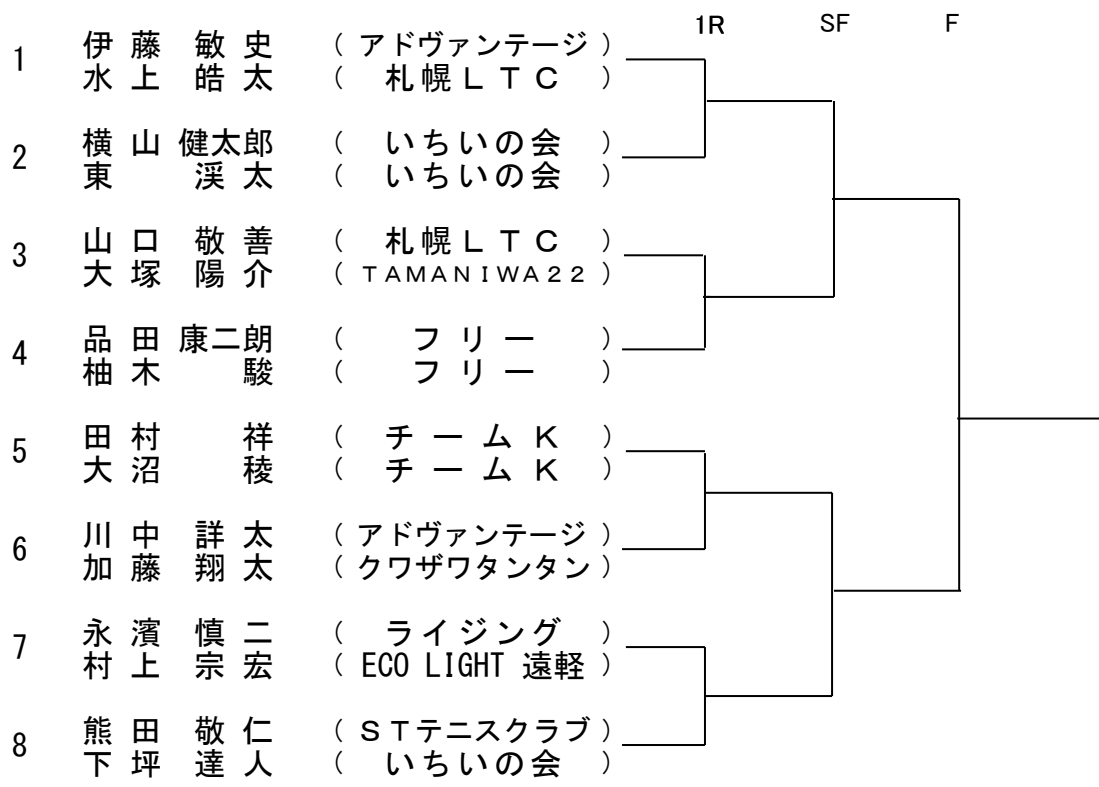 1R SF F
1 伊藤 敏史 (アドヴァンテージ)
水上 皓太 (札幌LTC)
2 横山 健太郎 (いちいの会)
東 渓太 (いちいの会)
3 山口 敬善 (札幌LTC)
大塚 陽介 (TAMANIWA22)
4 品田 康二朗 (フリー)
柚木 駿 (フリー)
5 田村 祥 (チームK)
大沼 稜 (チームK)
6 川中 詳太 (アドヴァンテージ)
加藤 翔太 (クワザワタンタン)
7 永濱 慎二 (ライジング)
村上 宗宏 (ECO LIGHT 遠軽)
8 熊田 敬仁 (STテニスクラブ)
下坪 達人 (いちいの会)